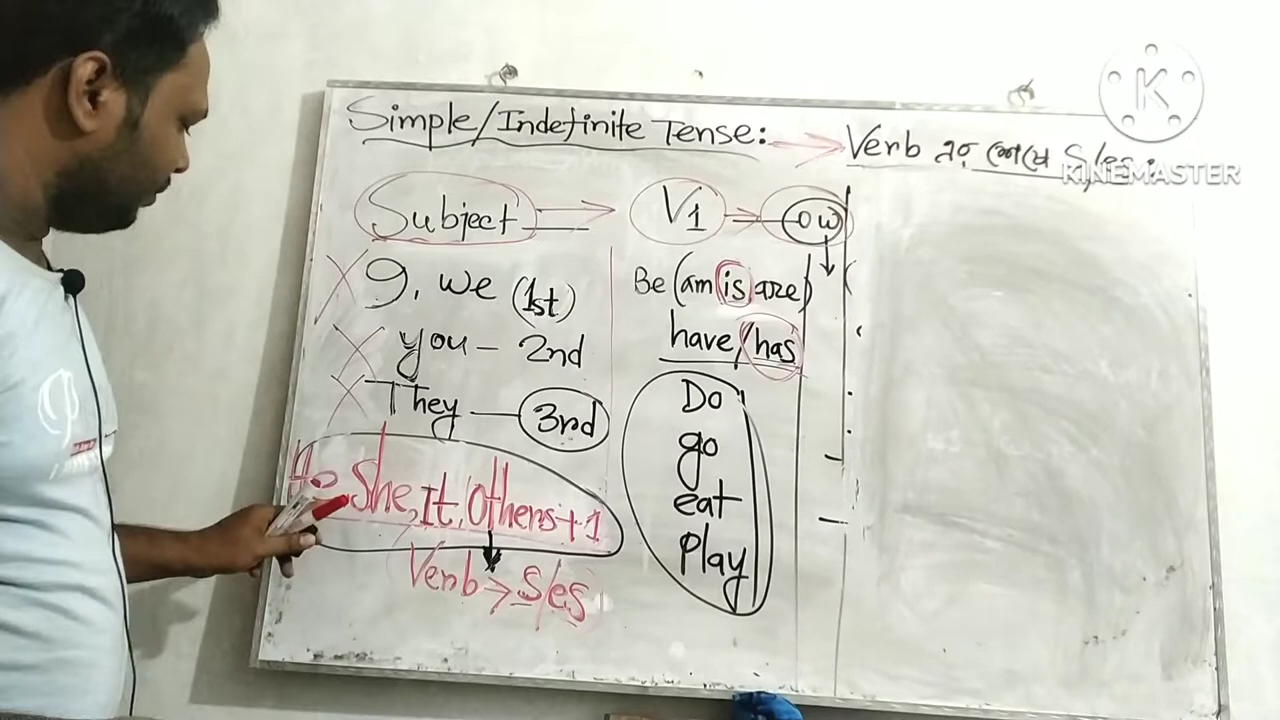 Simple/Indefinite Tense: → Verb এর শেষে S/es:
Subject → V1 → ow
I, we (1st)
you – 2nd
They — 3rd
He, She, It, Others + 1
Verb > S/es
Be (am is are)
have/has
Do
go
eat
Play
K
KINEMASTER